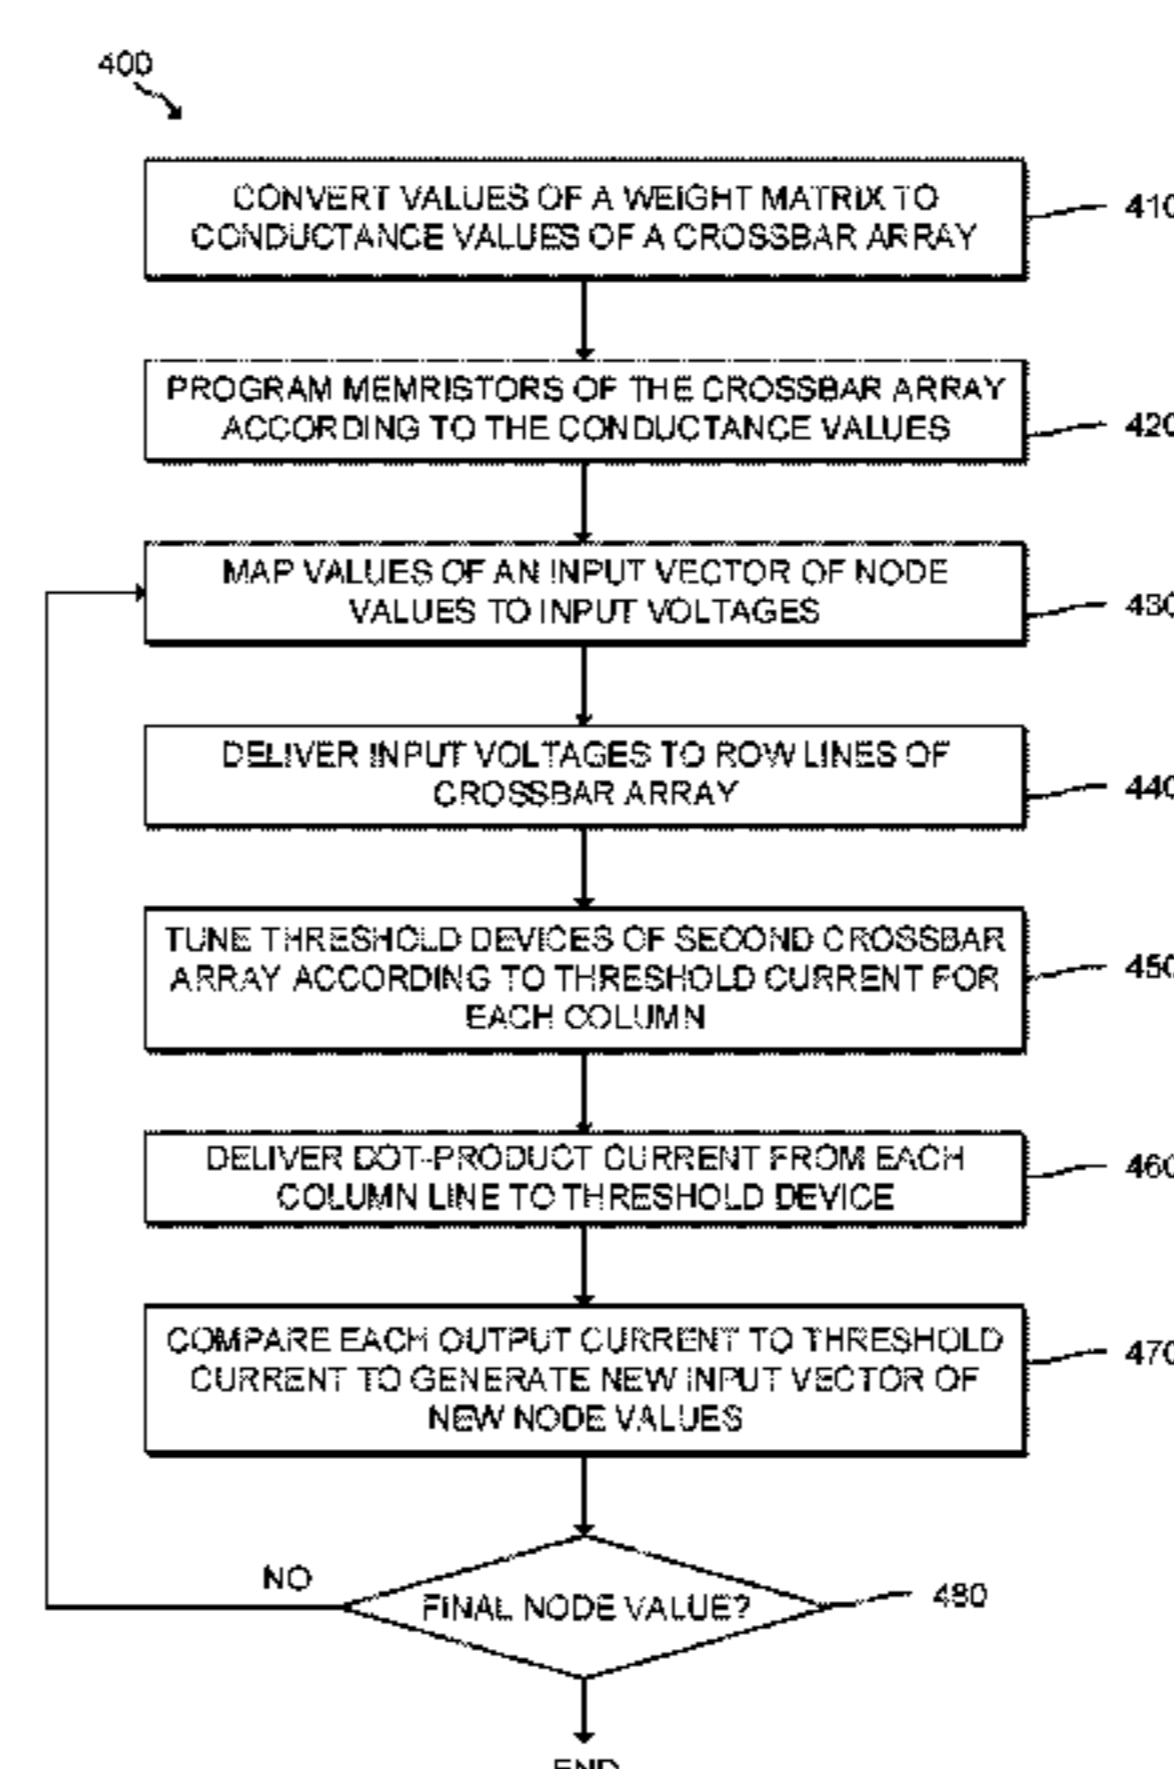 400
CONVERT VALUES OF A WEIGHT MATRIX TO
CONDUCTANCE VALUES OF A CROSSBAR ARRAY
410
PROGRAM MEMRISTORS OF THE CROSSBAR ARRAY
ACCORDING TO THE CONDUCTANCE VALUES
420
MAP VALUES OF AN INPUT VECTOR OF NODE
VALUES TO INPUT VOLTAGES
430
DELIVER INPUT VOLTAGES TO ROW LINES OF
CROSSBAR ARRAY
440
TUNE THRESHOLD DEVICES OF SECOND CROSSBAR
ARRAY ACCORDING TO THRESHOLD CURRENT FOR
EACH COLUMN
450
DELIVER DOT-PRODUCT CURRENT FROM EACH
COLUMN LINE TO THRESHOLD DEVICE
460
COMPARE EACH OUTPUT CURRENT TO THRESHOLD
CURRENT TO GENERATE NEW INPUT VECTOR OF
NEW NODE VALUES
470
NO
FINAL NODE VALUE?
480
END